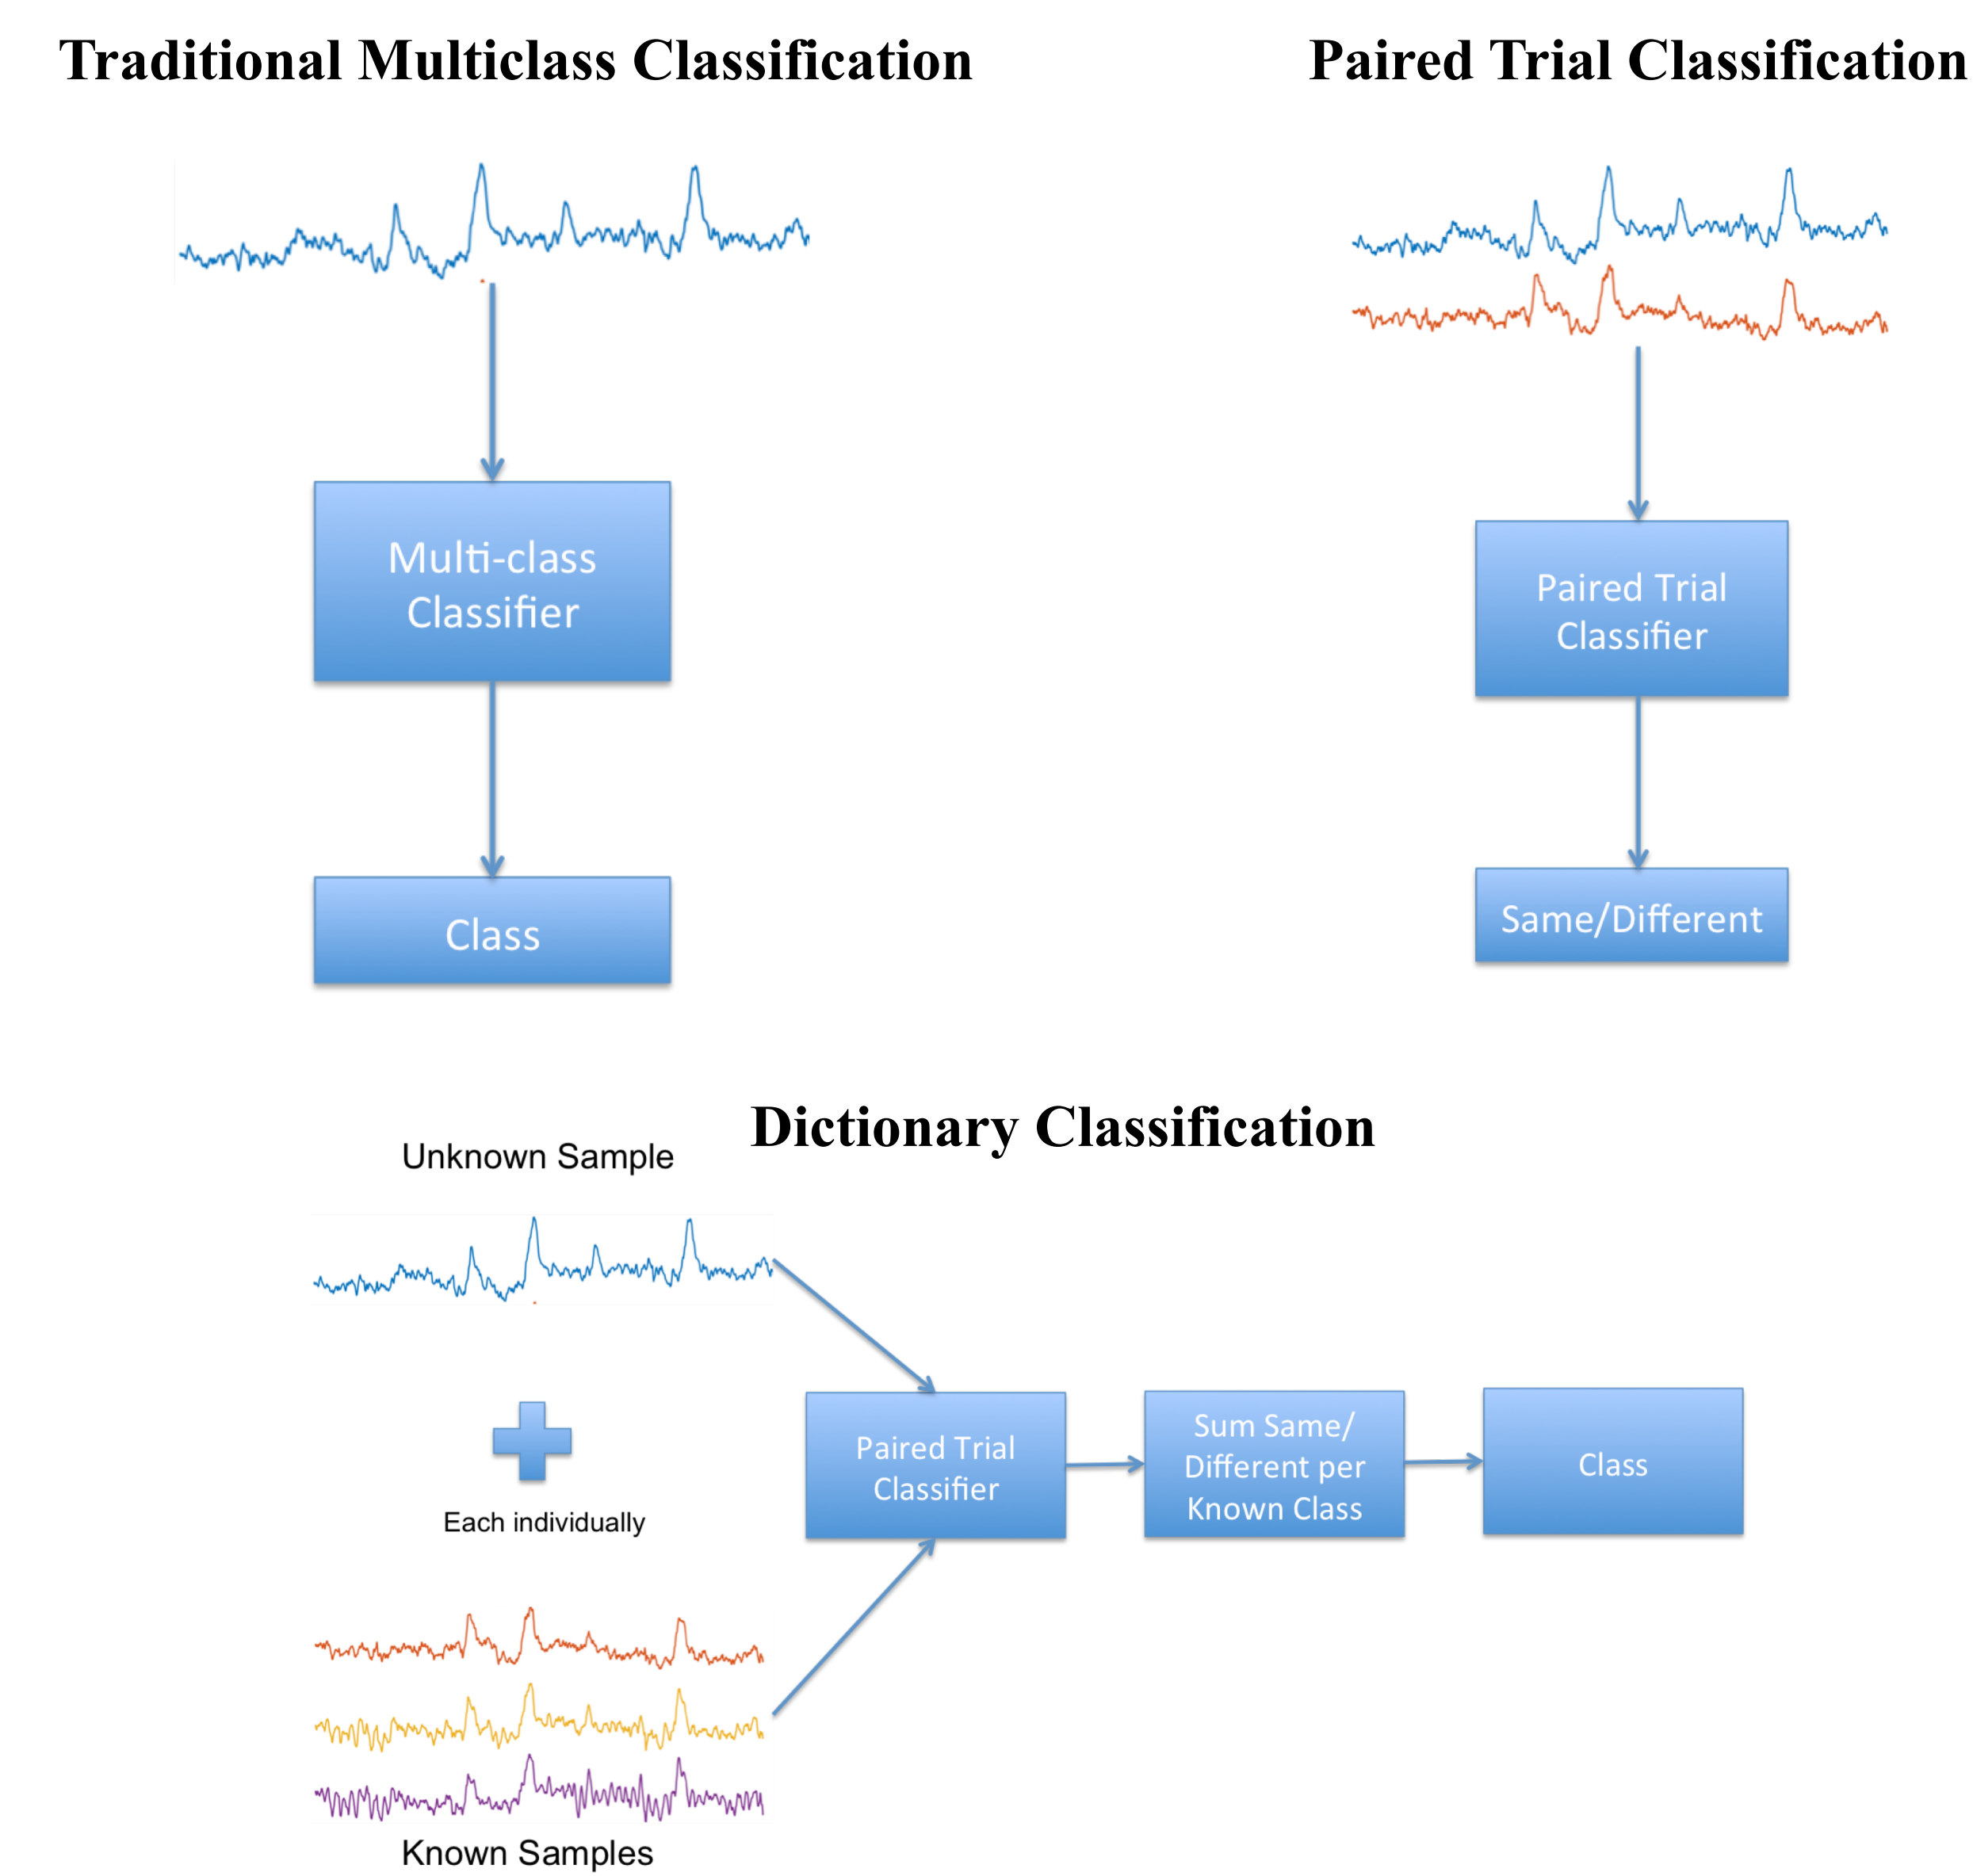 Traditional Multiclass Classification
Paired Trial Classification
Multi-class
Classifier
Class
Paired Trial
Classifier
Same/Different
Dictionary Classification
Unknown Sample
Each individually
Known Samples
Paired Trial
Classifier
Sum Same/
Different per
Known Class
Class